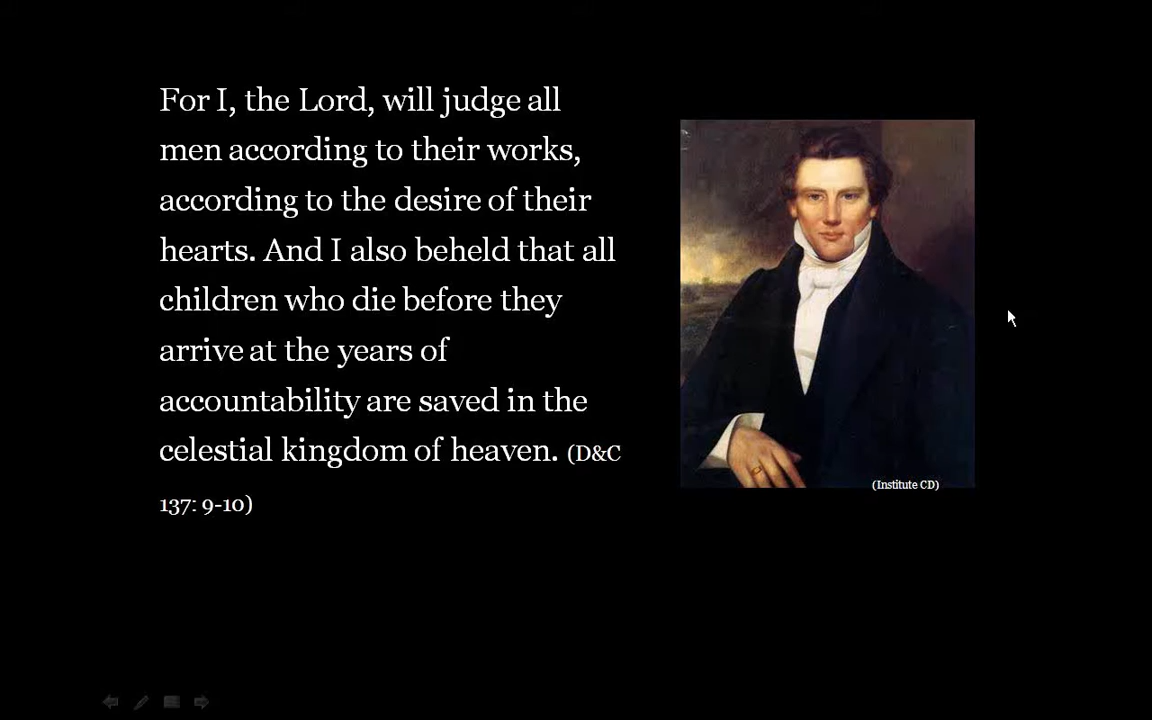 For I, the Lord, will judge all
men according to their works,
according to the desire of their
hearts. And I also beheld that all
children who die before they
arrive at the years of
accountability are saved in the
celestial kingdom of heaven. (D&C
137: 9-10)
(Institute CD)